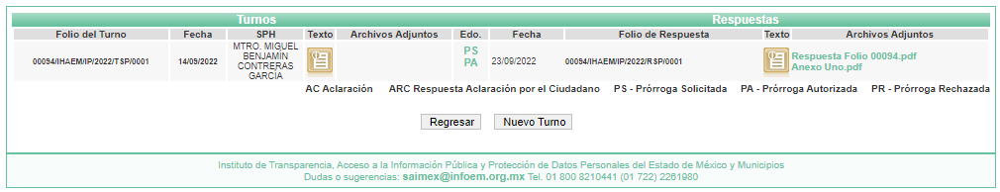 Turnos Respuestas
Folio del Turno Fecha SPH Texto Archivos Adjuntos Edo. Fecha Folio de Respuesta Texto Archivos Adjuntos
00094/IHAEM/IP/2022/TSP/0001 14/09/2022 MTRO. MIGUEL BENJAMÍN CONTRERAS GARCÍA PS PA 23/09/2022 00094/IHAEM/IP/2022/RSP/0001 Respuesta Folio 00094.pdf
Anexo Uno.pdf
AC Aclaración ARC Respuesta Aclaración por el Ciudadano PS - Prórroga Solicitada PA - Prórroga Autorizada PR - Prórroga Rechazada
Regresar Nuevo Turno
Instituto de Transparencia, Acceso a la Información Pública y Protección de Datos Personales del Estado de México y Municipios
Dudas o sugerencias: saimex@infoem.org.mx Tel. 01 800 8210441 (01 722) 2261980